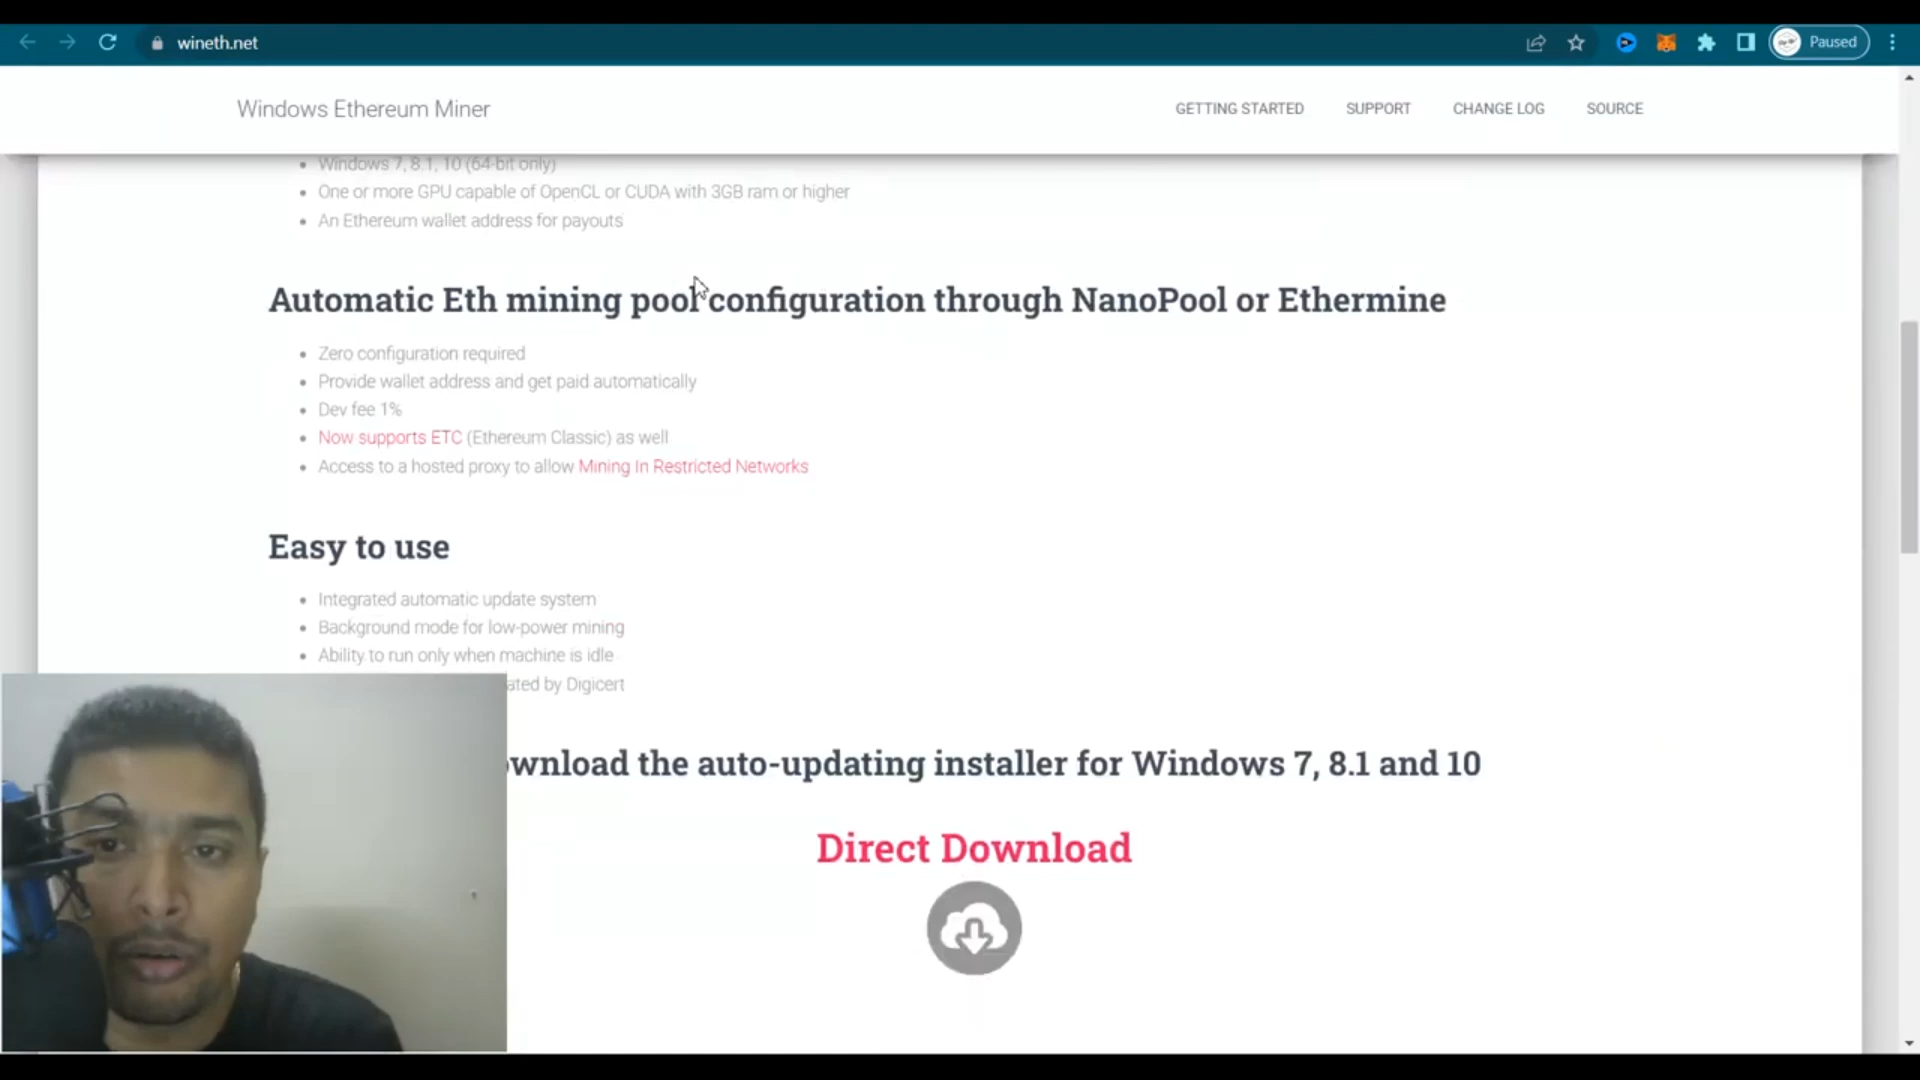 wineth.net
Paused
Windows Ethereum Miner
GETTING STARTED
SUPPORT
CHANGE LOG
SOURCE
Windows 7, 8.1, 10 (64-bit only)
One or more GPU capable of OpenCL or CUDA with 3GB ram or higher
An Ethereum wallet address for payouts
Automatic Eth mining pool configuration through NanoPool or Ethermine
Zero configuration required
Provide wallet address and get paid automatically
Dev fee 1%
Now supports ETC (Ethereum Classic) as well
Access to a hosted proxy to allow Mining In Restricted Networks
Easy to use
Integrated automatic update system
Background mode for low-power mining
Ability to run only when machine is idle
by Digicert
the auto-updating installer for Windows 7, 8.1 and 10
Direct Download